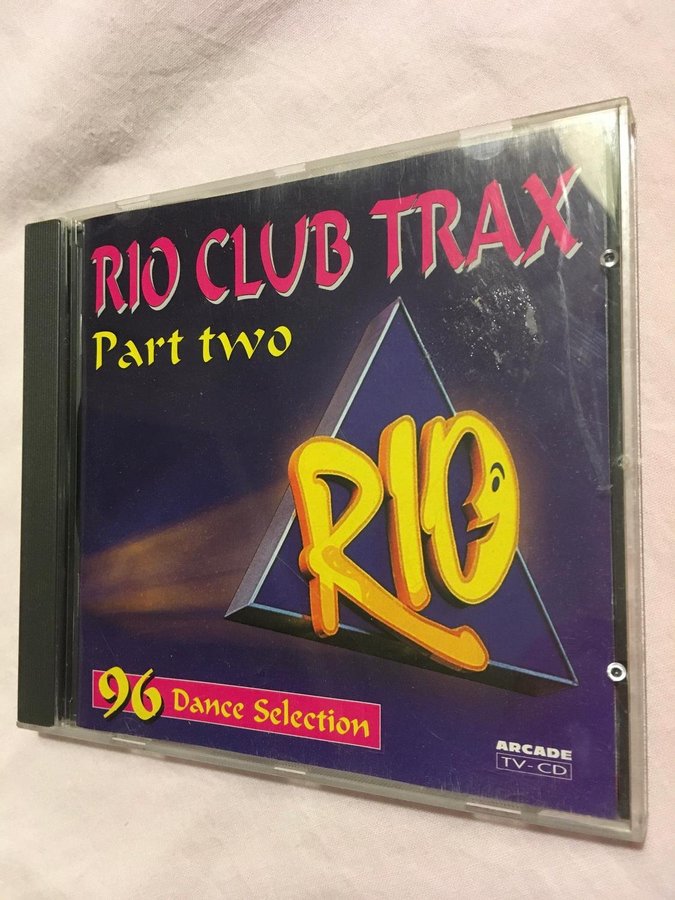 RIO CLUB TRAX
Part two
RIO
96 Dance Selection
ARCADE
TV-CD